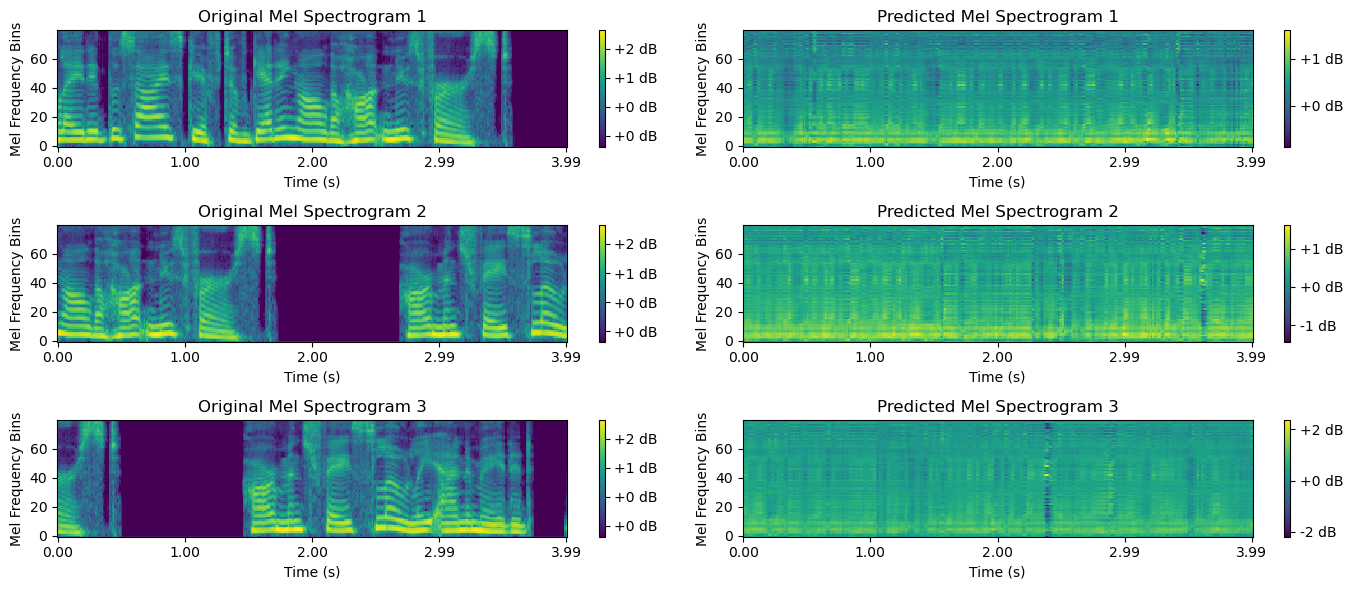 Original Mel Spectrogram 1
Mel Frequency Bins
60
40
20
0
0.00 1.00 2.00 2.99 3.99
Time (s)
+2 dB
+1 dB
+0 dB
+0 dB
Predicted Mel Spectrogram 1
Mel Frequency Bins
60
40
20
0
0.00 1.00 2.00 2.99 3.99
Time (s)
+1 dB
+0 dB
Original Mel Spectrogram 2
Mel Frequency Bins
60
40
20
0
0.00 1.00 2.00 2.99 3.99
Time (s)
+2 dB
+1 dB
+0 dB
+0 dB
Predicted Mel Spectrogram 2
Mel Frequency Bins
60
40
20
0
0.00 1.00 2.00 2.99 3.99
Time (s)
+1 dB
+0 dB
-1 dB
Original Mel Spectrogram 3
Mel Frequency Bins
60
40
20
0
0.00 1.00 2.00 2.99 3.99
Time (s)
+2 dB
+1 dB
+0 dB
+0 dB
Predicted Mel Spectrogram 3
Mel Frequency Bins
60
40
20
0
0.00 1.00 2.00 2.99 3.99
Time (s)
+2 dB
+0 dB
-2 dB